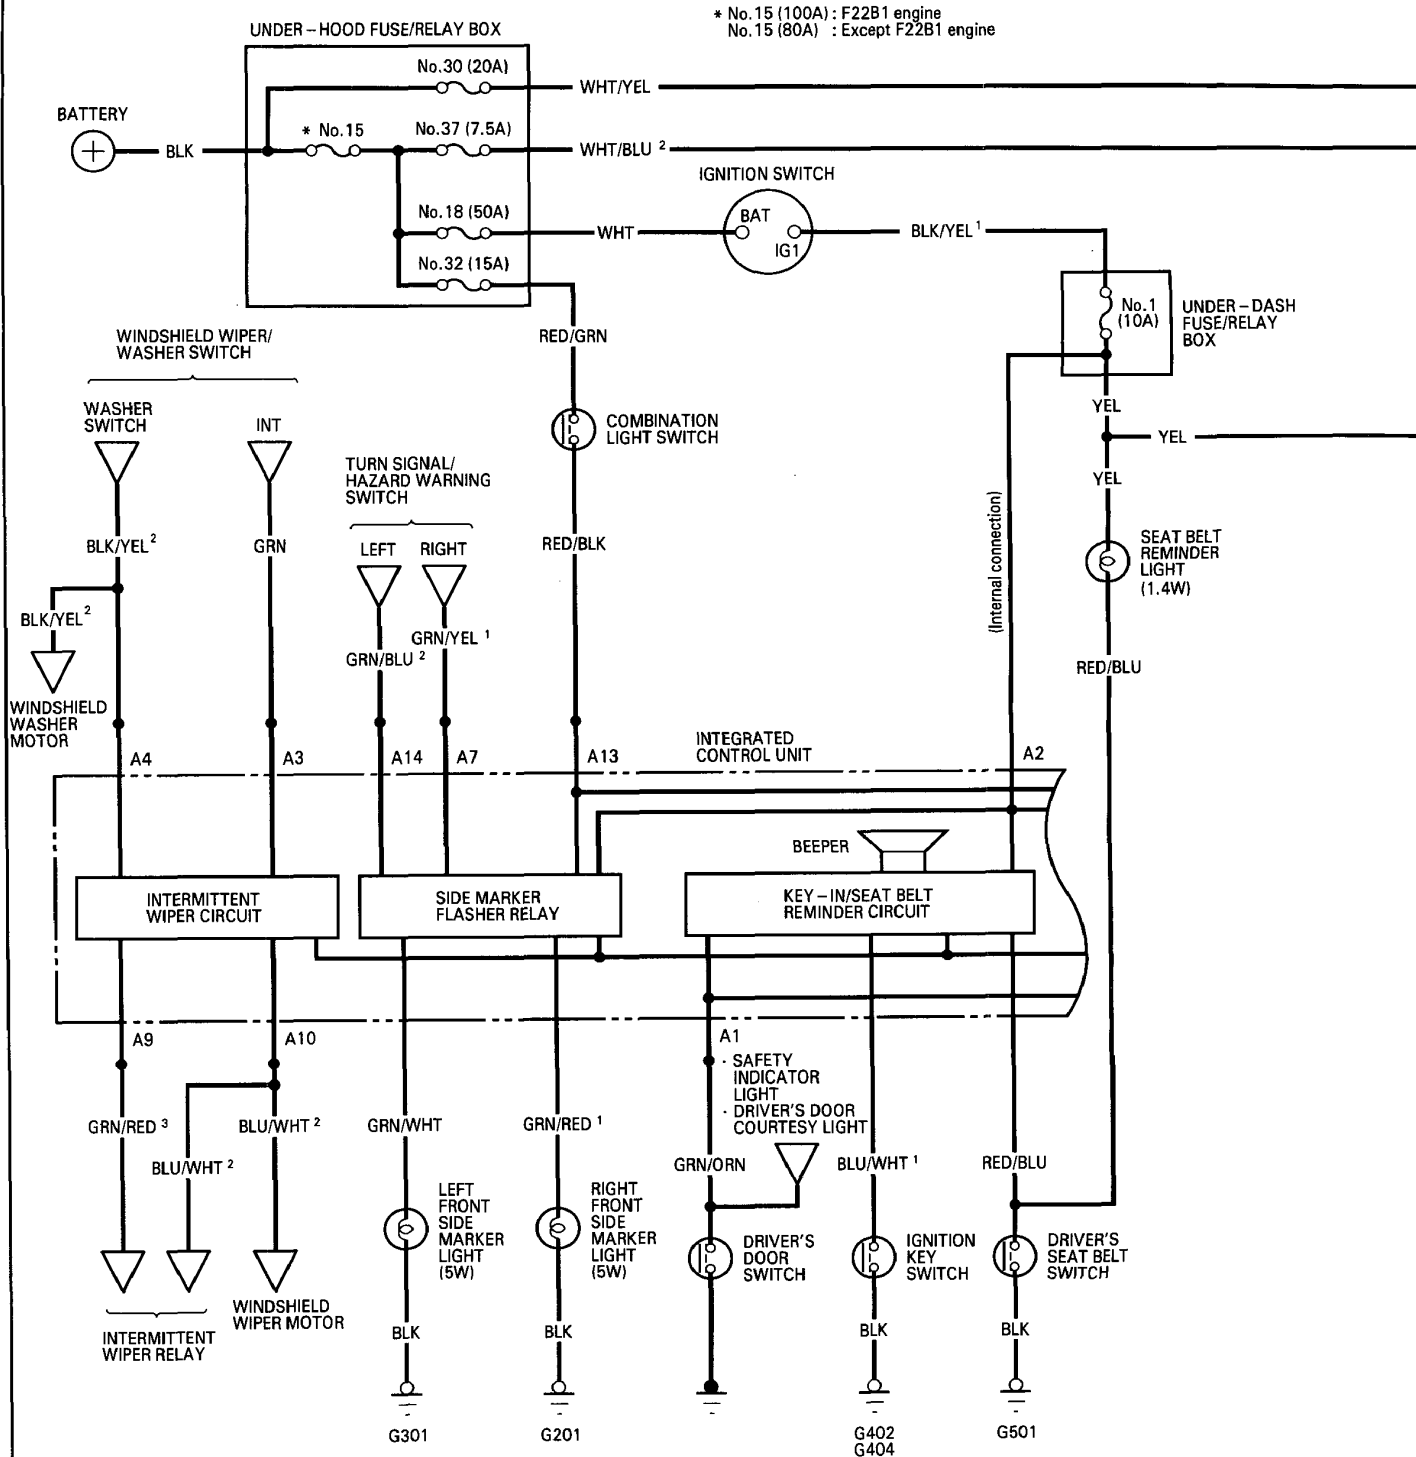 * No.15 (100A) : F22B1 engine
No.15 (80A) : Except F22B1 engine
UNDER-HOOD FUSE/RELAY BOX
No.30 (20A)
WHT/YEL
BATTERY
+
BLK
* No.15
No.37 (7.5A)
WHT/BLU 2
IGNITION SWITCH
No.18 (50A)
WHT
BAT
IG1
BLK/YEL 1
No.32 (15A)
No.1
(10A)
UNDER-DASH
FUSE/RELAY
BOX
WINDSHIELD WIPER/
WASHER SWITCH
RED/GRN
WASHER
SWITCH
INT
COMBINATION
LIGHT SWITCH
YEL
YEL
YEL
TURN SIGNAL/
HAZARD WARNING
SWITCH
LEFT
RIGHT
BLK/YEL 2
GRN
RED/BLK
(Internal connection)
SEAT BELT
REMINDER
LIGHT
(1.4W)
BLK/YEL 2
GRN/YEL 1
GRN/BLU 2
RED/BLU
WINDSHIELD
WASHER
MOTOR
A4
A3
A14
A7
A13
INTEGRATED
CONTROL UNIT
A2
BEEPER
INTERMITTENT
WIPER CIRCUIT
SIDE MARKER
FLASHER RELAY
KEY-IN/SEAT BELT
REMINDER CIRCUIT
A9
A10
A1
· SAFETY
INDICATOR
LIGHT
· DRIVER'S DOOR
COURTESY LIGHT
GRN/RED 3
BLU/WHT 2
GRN/WHT
GRN/RED 1
BLU/WHT 2
GRN/ORN
BLU/WHT 1
RED/BLU
LEFT
FRONT
SIDE
MARKER
LIGHT
(5W)
RIGHT
FRONT
SIDE
MARKER
LIGHT
(5W)
DRIVER'S
DOOR
SWITCH
IGNITION
KEY
SWITCH
DRIVER'S
SEAT BELT
SWITCH
INTERMITTENT
WIPER RELAY
WINDSHIELD
WIPER MOTOR
BLK
BLK
BLK
BLK
G301
G201
G402
G404
G501